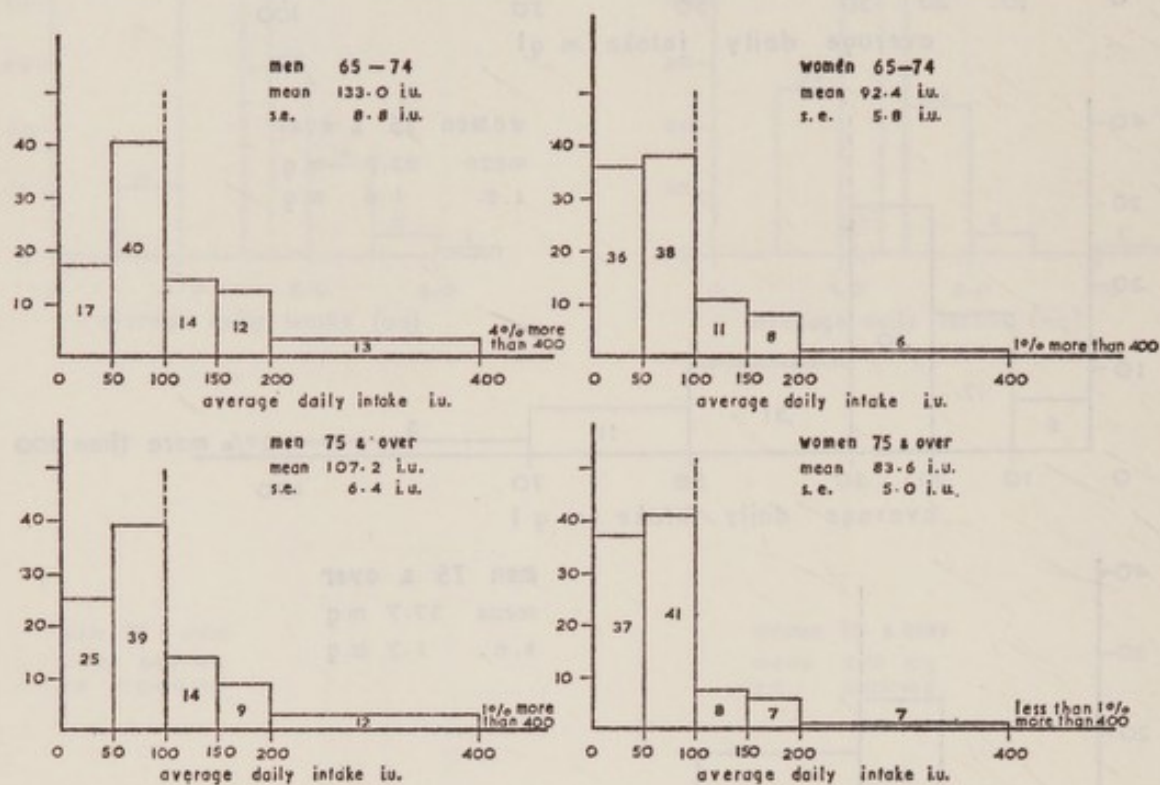 men 65 — 74
mean 133·0 i.u.
s.e. 8·8 i.u.
40
30
20
10
17
40
14
12
13
4% more
than 400
0 50 100 150 200 400
average daily intake i.u.
women 65—74
mean 92·4 i.u.
s.e. 5·8 i.u.
40
30
20
10
36
38
11
8
6
1% more than 400
0 50 100 150 200 400
average daily intake i.u.
men 75 & over
mean 107·2 i.u.
s.e. 6·4 i.u.
40
30
20
10
25
39
14
9
12
1% more
than 400
0 50 100 150 200 400
average daily intake i.u.
women 75 & over
mean 83·6 i.u.
s.e. 5·0 i.u.
40
30
20
10
37
41
8
7
7
less than 1%
more than 400
0 50 100 150 200 400
average daily intake i.u.